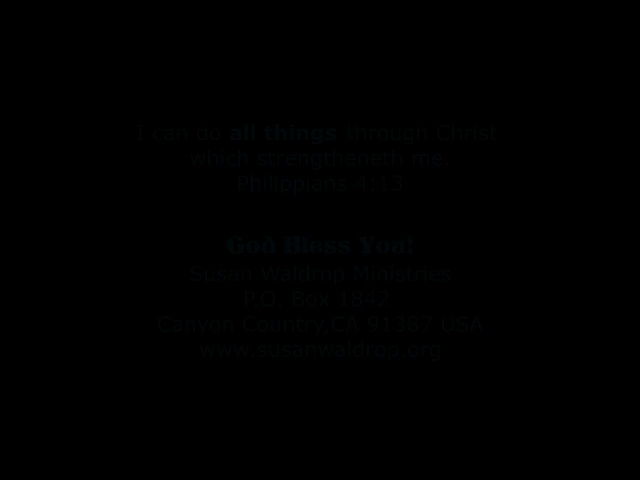 I can do all things through Christ
which strengtheneth me.
Philippians 4:13
God Bless You!
Susan Waldrop Ministries
P.O. Box 1842
Canyon Country,CA 91387 USA
www.susanwaldrop.org